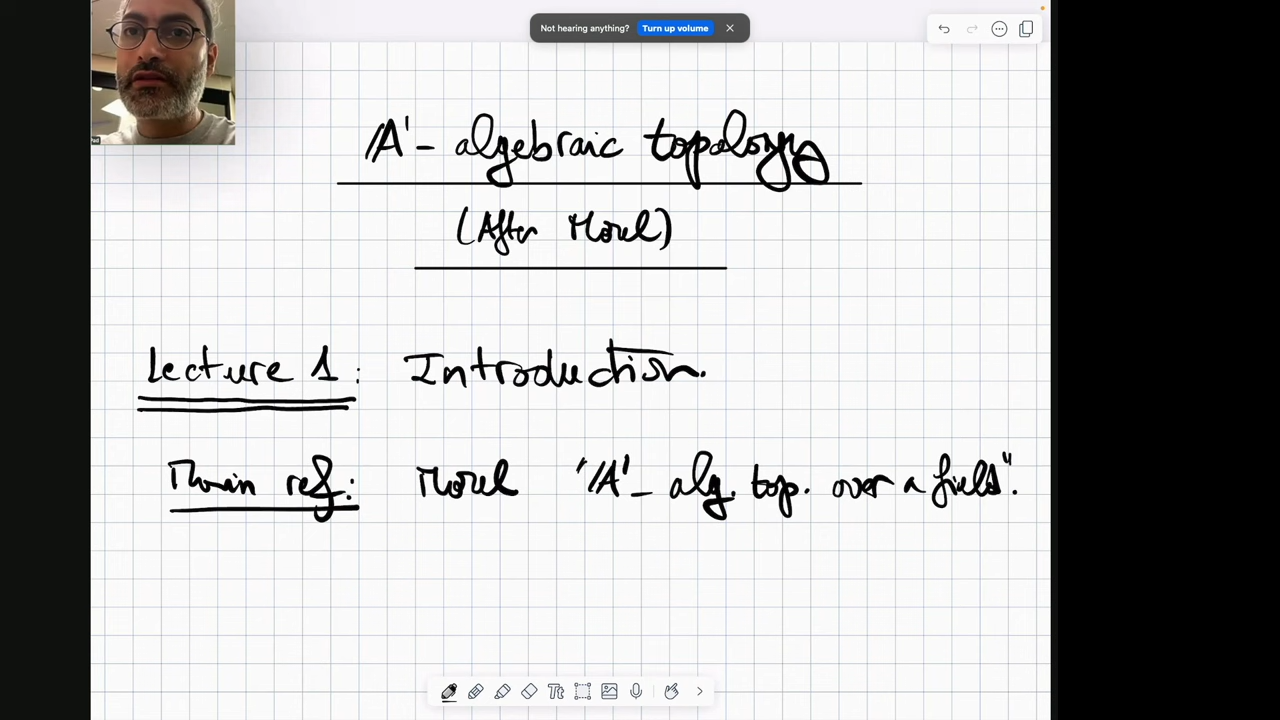 Not hearing anything? Turn up volume
𝔸¹- algebraic topology
(After Morel)
Lecture 1: Introduction.
Main ref: Morel "𝔸¹- alg. top. over a field".
Tt